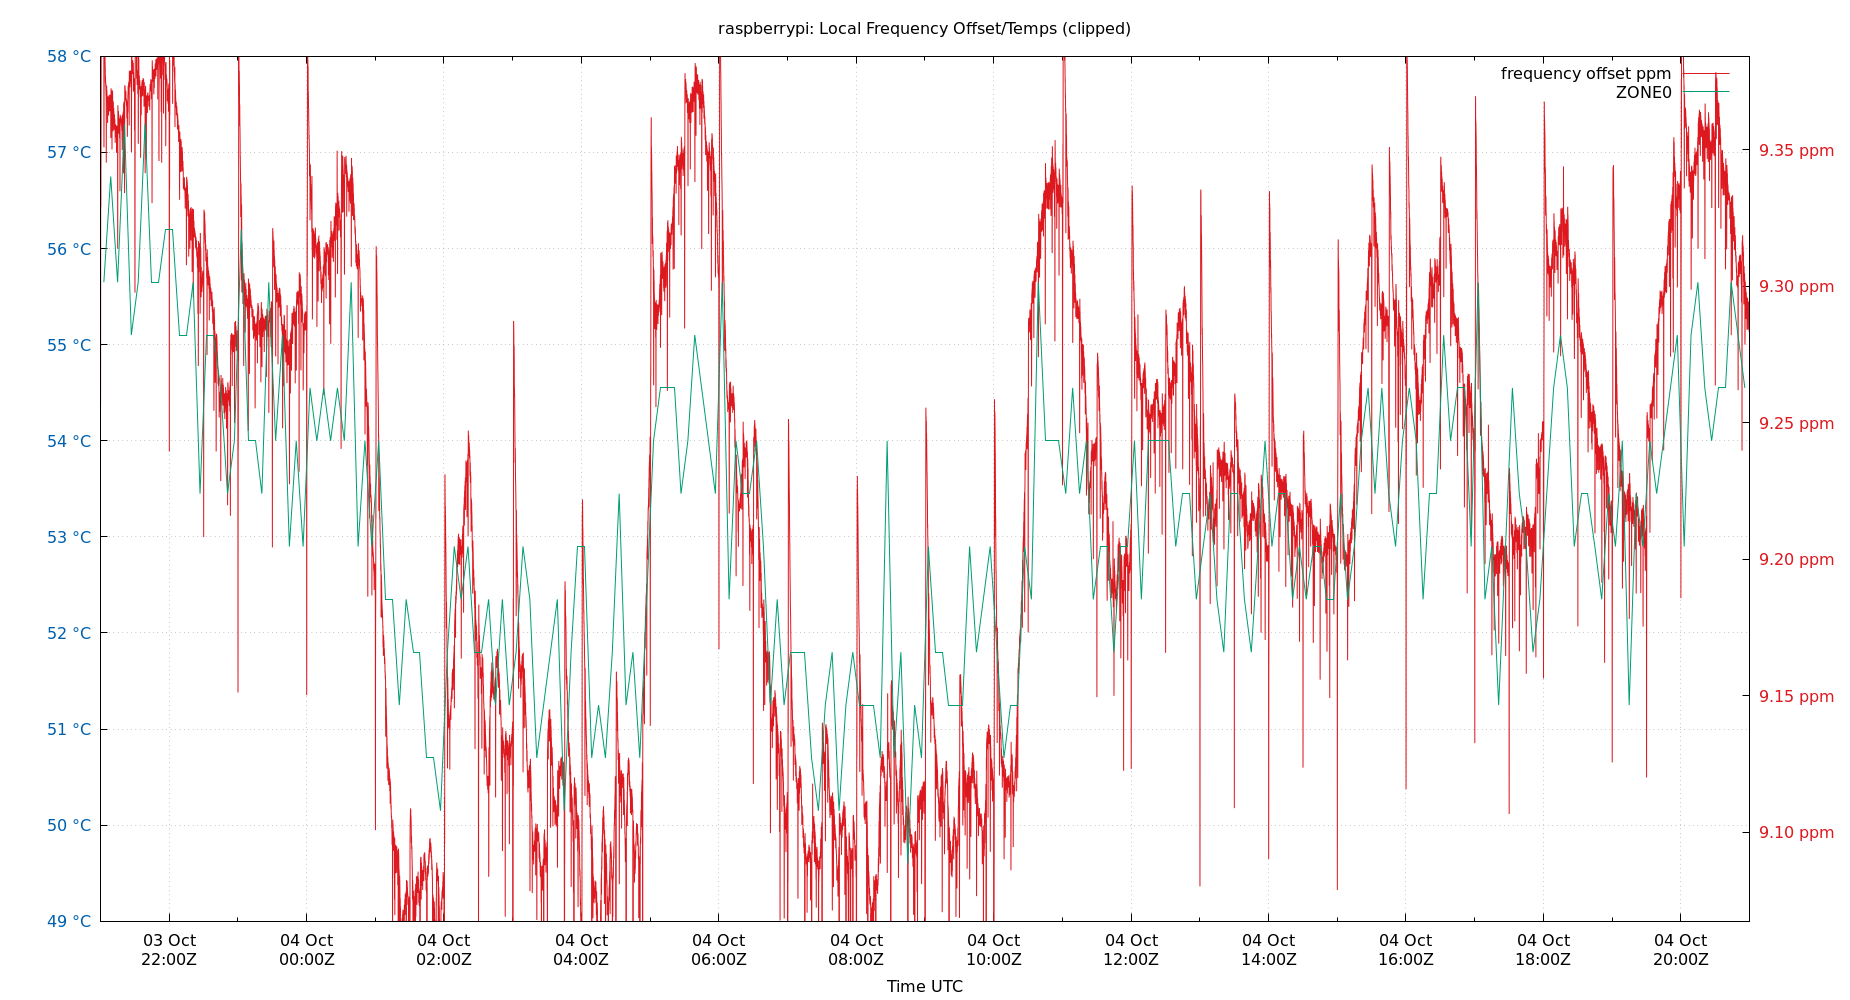 raspberrypi: Local Frequency Offset/Temps (clipped)
58 °C
57 °C
56 °C
55 °C
54 °C
53 °C
52 °C
51 °C
50 °C
49 °C
frequency offset ppm
ZONE0
9.35 ppm
9.30 ppm
9.25 ppm
9.20 ppm
9.15 ppm
9.10 ppm
03 Oct
22:00Z
04 Oct
00:00Z
04 Oct
02:00Z
04 Oct
04:00Z
04 Oct
06:00Z
04 Oct
08:00Z
04 Oct
10:00Z
04 Oct
12:00Z
04 Oct
14:00Z
04 Oct
16:00Z
04 Oct
18:00Z
04 Oct
20:00Z
Time UTC